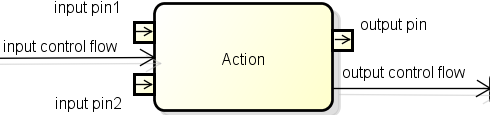 input pin1
output pin
input control flow
Action
output control flow
input pin2